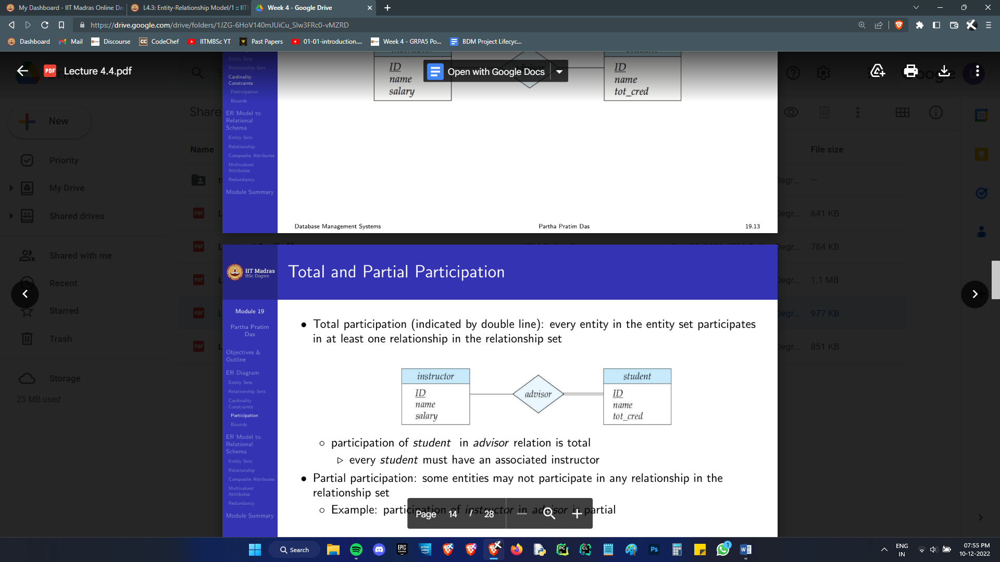 My Dashboard - IIT Madras Online De
L4.3: Entity-Relationship Model/1 :: IIT
Week 4 - Google Drive
https://drive.google.com/drive/folders/1JZG-6HoV140mJUiCu_Slw3FRc0-vMZRD
Dashboard
Mail
Discourse
CodeChef
IITMBSc YT
Past Papers
01-01-introduction....
Week 4 - GRPA5 Po...
BDM Project Lifecyc...
Lecture 4.4.pdf
Open with Google Docs
New
Priority
My Drive
Shared drives
Shared with me
Recent
Starred
Trash
Storage
25 MB used
Share
Name
File size
641 KB
784 KB
1.1 MB
977 KB
851 KB
Entity Sets
Relationship Sets
Cardinality
Constraints
Participation
Bounds
ER Model to
Relational
Schema
Entity Sets
Relationship
Composite Attributes
Multivalued
Attributes
Redundancy
Module Summary
ID
name
salary
ID
name
tot_cred
Database Management Systems
Partha Pratim Das
19.13
IIT Madras
BSc Degree
Total and Partial Participation
Module 19
Partha Pratim
Das
Objectives &
Outline
ER Diagram
Entity Sets
Relationship Sets
Cardinality
Constraints
Participation
Bounds
ER Model to
Relational
Schema
Entity Sets
Relationship
Composite Attributes
Multivalued
Attributes
Redundancy
Module Summary
• Total participation (indicated by double line): every entity in the entity set participates
in at least one relationship in the relationship set
instructor
ID
name
salary
advisor
student
ID
name
tot_cred
○ participation of student in advisor relation is total
▷ every student must have an associated instructor
• Partial participation: some entities may not participate in any relationship in the
relationship set
○ Example: participation of instructor in advisor is partial
Page 14 / 28
Search
ENG
IN
07:55 PM
10-12-2022